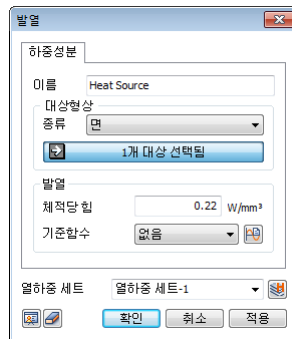 발열
하중성분
이름 Heat Source
대상형상
종류 면
1개 대상 선택됨
발열
체적당 힘 0.22 W/mm³
기준함수 없음
열하중 세트 열하중 세트-1
확인 취소 적용